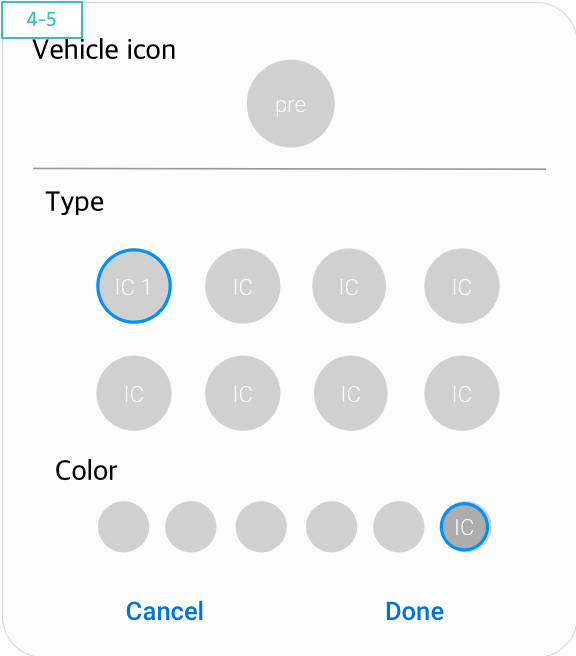 4-5
Vehicle icon
pre
Type
IC 1 IC IC IC
IC IC IC IC
Color
IC
Cancel Done